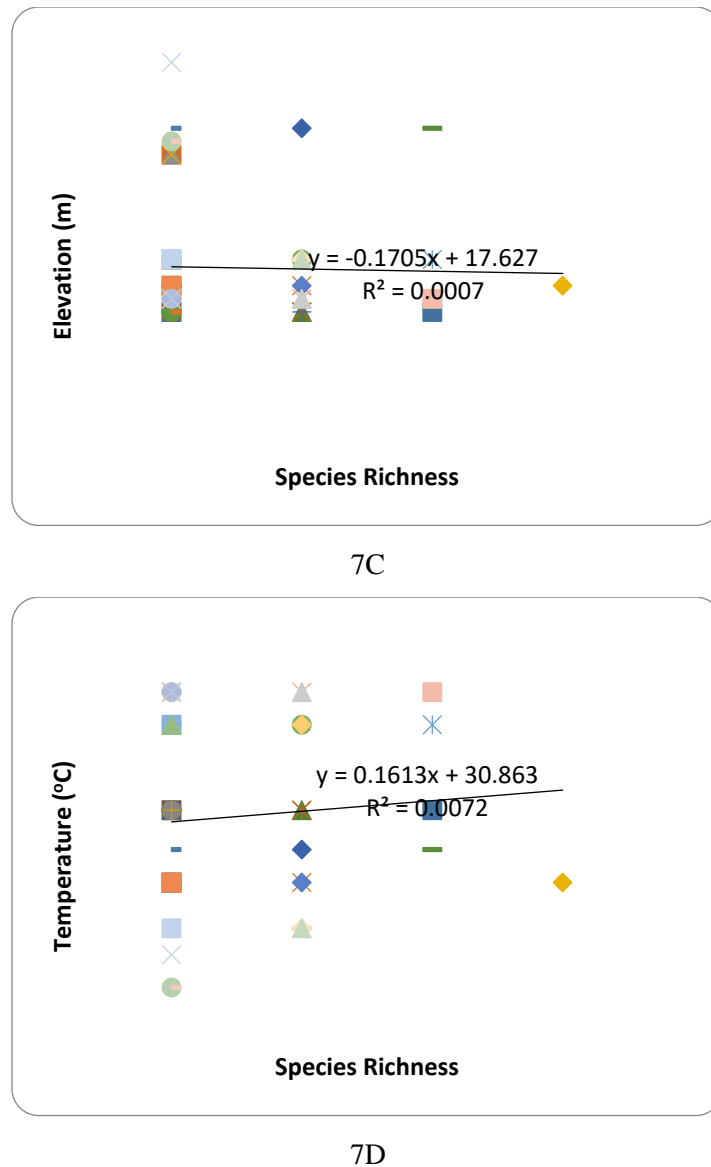 Elevation (m)
y = -0.1705x + 17.627
R² = 0.0007
Species Richness
7C
Temperature (ºC)
y = 0.1613x + 30.863
R² = 0.0072
Species Richness
7D